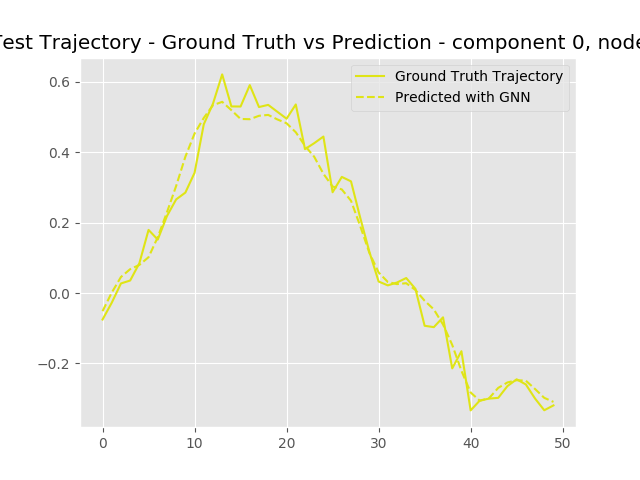 Test Trajectory - Ground Truth vs Prediction - component 0, node
Ground Truth Trajectory
Predicted with GNN
0.6
0.4
0.2
0.0
−0.2
0 10 20 30 40 50